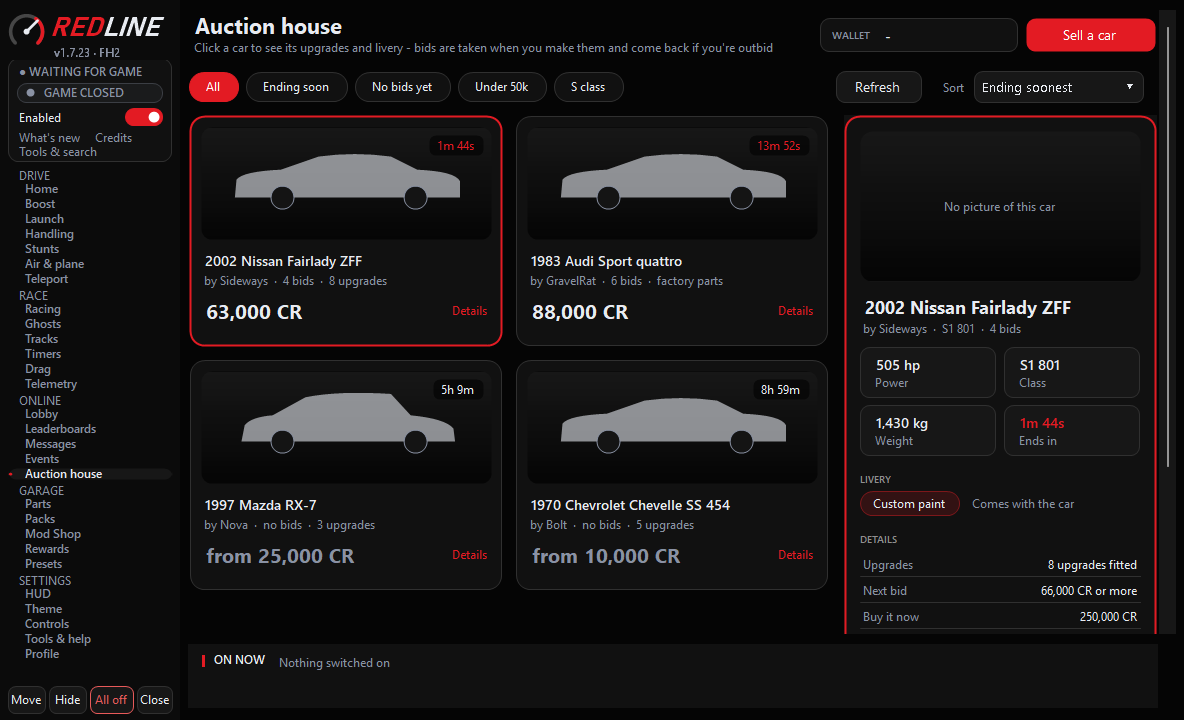 REDLINE
v1.7.23 · FH2
● WAITING FOR GAME
GAME CLOSED
Enabled
What's new Credits
Tools & search
DRIVE
Home
Boost
Launch
Handling
Stunts
Air & plane
Teleport
RACE
Racing
Ghosts
Tracks
Timers
Drag
Telemetry
ONLINE
Lobby
Leaderboards
Messages
Events
Auction house
GARAGE
Parts
Packs
Mod Shop
Rewards
Presets
SETTINGS
HUD
Theme
Controls
Tools & help
Profile
Move Hide All off Close
Auction house
Click a car to see its upgrades and livery - bids are taken when you make them and come back if you're outbid
WALLET -
Sell a car
All Ending soon No bids yet Under 50k S class
Refresh Sort Ending soonest
1m 44s
2002 Nissan Fairlady ZFF
by Sideways · 4 bids · 8 upgrades
63,000 CR Details
13m 52s
1983 Audi Sport quattro
by GravelRat · 6 bids · factory parts
88,000 CR Details
5h 9m
1997 Mazda RX-7
by Nova · no bids · 3 upgrades
from 25,000 CR Details
8h 59m
1970 Chevrolet Chevelle SS 454
by Bolt · no bids · 5 upgrades
from 10,000 CR Details
No picture of this car
2002 Nissan Fairlady ZFF
by Sideways · S1 801 · 4 bids
505 hp
Power
S1 801
Class
1,430 kg
Weight
1m 44s
Ends in
LIVERY
Custom paint Comes with the car
DETAILS
Upgrades 8 upgrades fitted
Next bid 66,000 CR or more
Buy it now 250,000 CR
ON NOW Nothing switched on